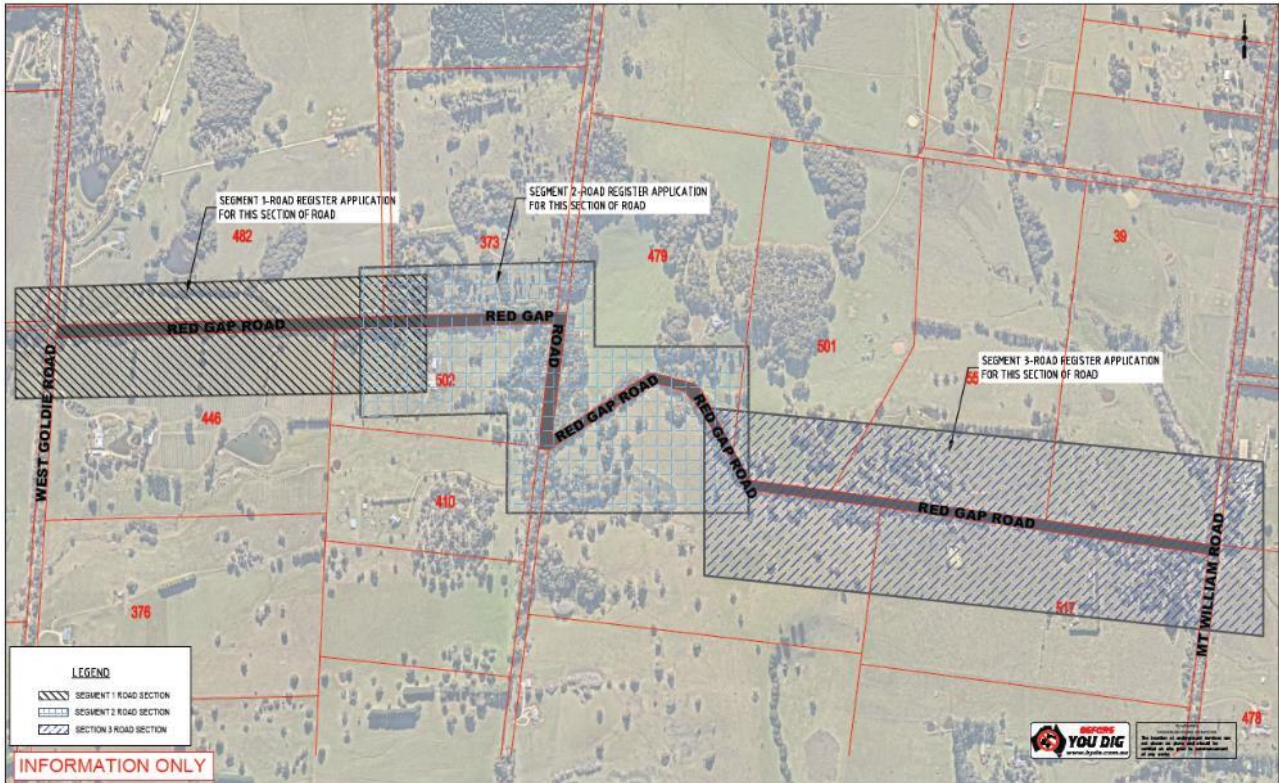 SEGMENT 1-ROAD REGISTER APPLICATION
FOR THIS SECTION OF ROAD
SEGMENT 2-ROAD REGISTER APPLICATION
FOR THIS SECTION OF ROAD
482
373
479
39
501
SEGMENT 3-ROAD REGISTER APPLICATION
FOR THIS SECTION OF ROAD
RED GAP ROAD
RED GAP
ROAD
502
RED GAP ROAD
RED GAP ROAD
446
WEST GOLDIE ROAD
410
RED GAP ROAD
MT WILLIAM ROAD
376
517
478
LEGEND
SEGMENT 1 ROAD SECTION
SEGMENT 2 ROAD SECTION
SECTION 3 ROAD SECTION
INFORMATION ONLY
BEFORE
YOU DIG
www.byda.com.au